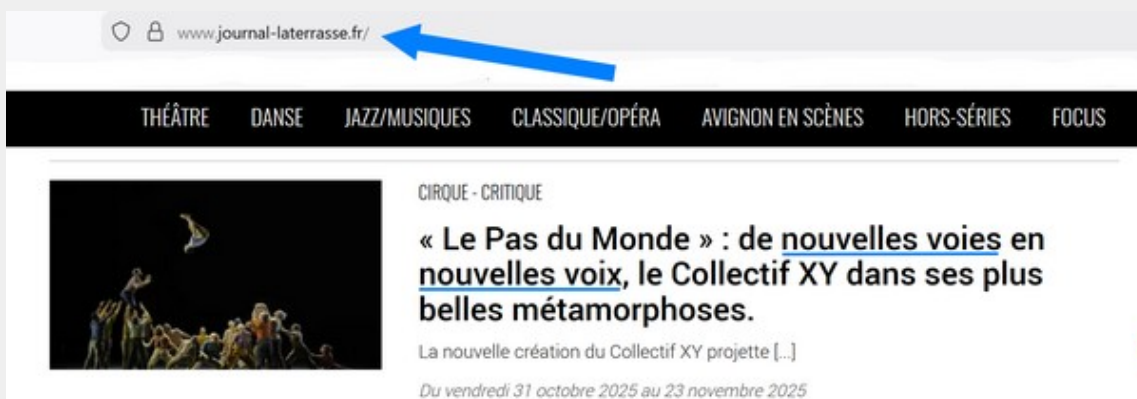 www.journal-laterrasse.fr/
THÉÂTRE DANSE JAZZ/MUSIQUES CLASSIQUE/OPÉRA AVIGNON EN SCÈNES HORS-SÉRIES FOCUS
CIRQUE - CRITIQUE
« Le Pas du Monde » : de nouvelles voies en
nouvelles voix, le Collectif XY dans ses plus
belles métamorphoses.
La nouvelle création du Collectif XY projette [...]
Du vendredi 31 octobre 2025 au 23 novembre 2025